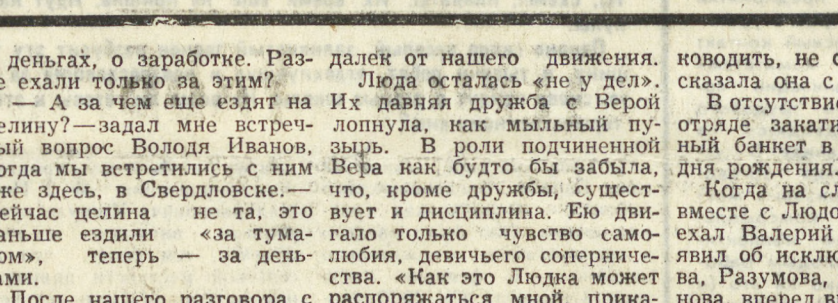 деньгах, о заработке. Раз-
ехали только за этим?
— А за чем еще ездят на
елину?—задал мне встреч-
ый вопрос Володя Иванов,
огда мы встретились с ним
же здесь, в Свердловске.—
ейчас целина не та, это
аньше ездили «за тума-
ом», теперь — за день-
ами.
После нашего разговора с
далек от нашего движения.
Люда осталась «не у дел».
Их давняя дружба с Верой
лопнула, как мыльный пу-
зырь. В роли подчиненной
Вера как будто бы забыла,
что, кроме дружбы, сущест-
вует и дисциплина. Ею дви-
гало только чувство само-
любия, девичьего соперниче-
ства. «Как это Людка может
распоряжаться мной, прика-
ководить, не с
сказала она с
В отсутствие
отряде закати
ный банкет в
дня рождения.
Когда на сл
вместе с Людо
ехал Валерий
явил об исклю
ва, Разумова,
нова вперед